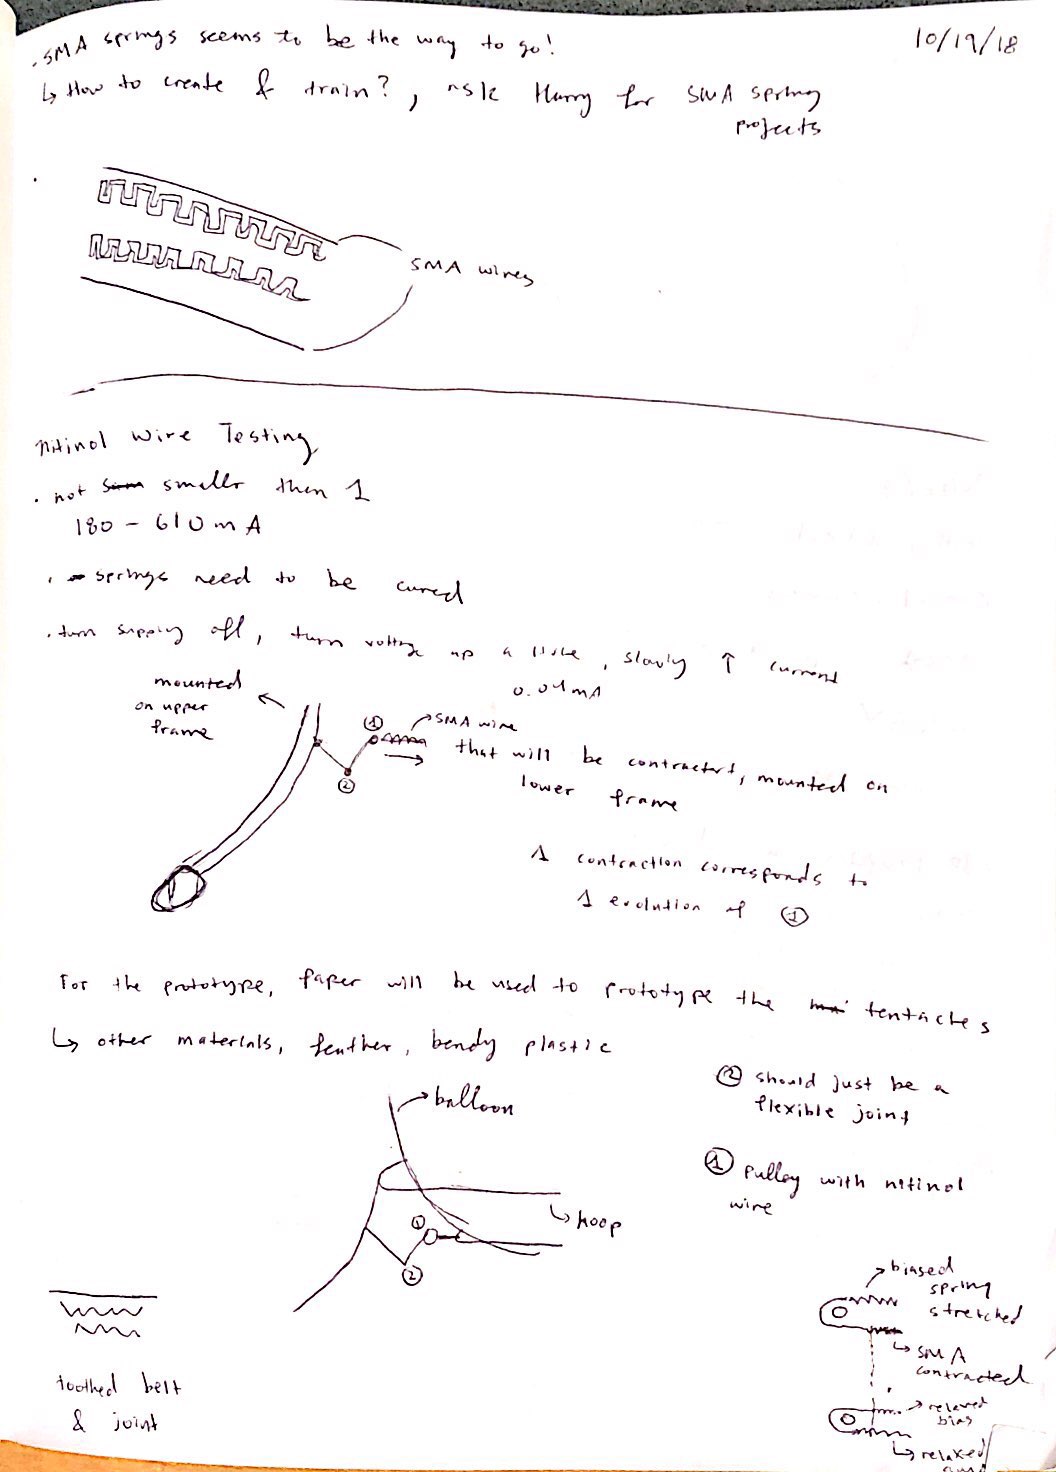 10/19/18
. SMA springs seems to be the way to go!
↳ How to create & train?, ask Harry for SMA spring
projects
SMA wires
Nitinol Wire Testing
. not smaller then 1
180 - 610 mA
. springs need to be cured
. turn supply off, turn voltage up a little, slowly ↑ current
0.04mA
mounted
on upper
frame
①
SMA wire
that will be contracted, mounted on
lower frame
②
1 contraction corresponds to
1 evolution of ①
For the prototype, paper will be used to prototype the tentacles
↳ other materials, feather, bendy plastic
② should just be a
flexible joint
balloon
① pulley with nitinol
wire
hoop
①
②
biased
spring
stretched
SMA
contracted
toothed belt
& joint
relaxed
bias
relaxed